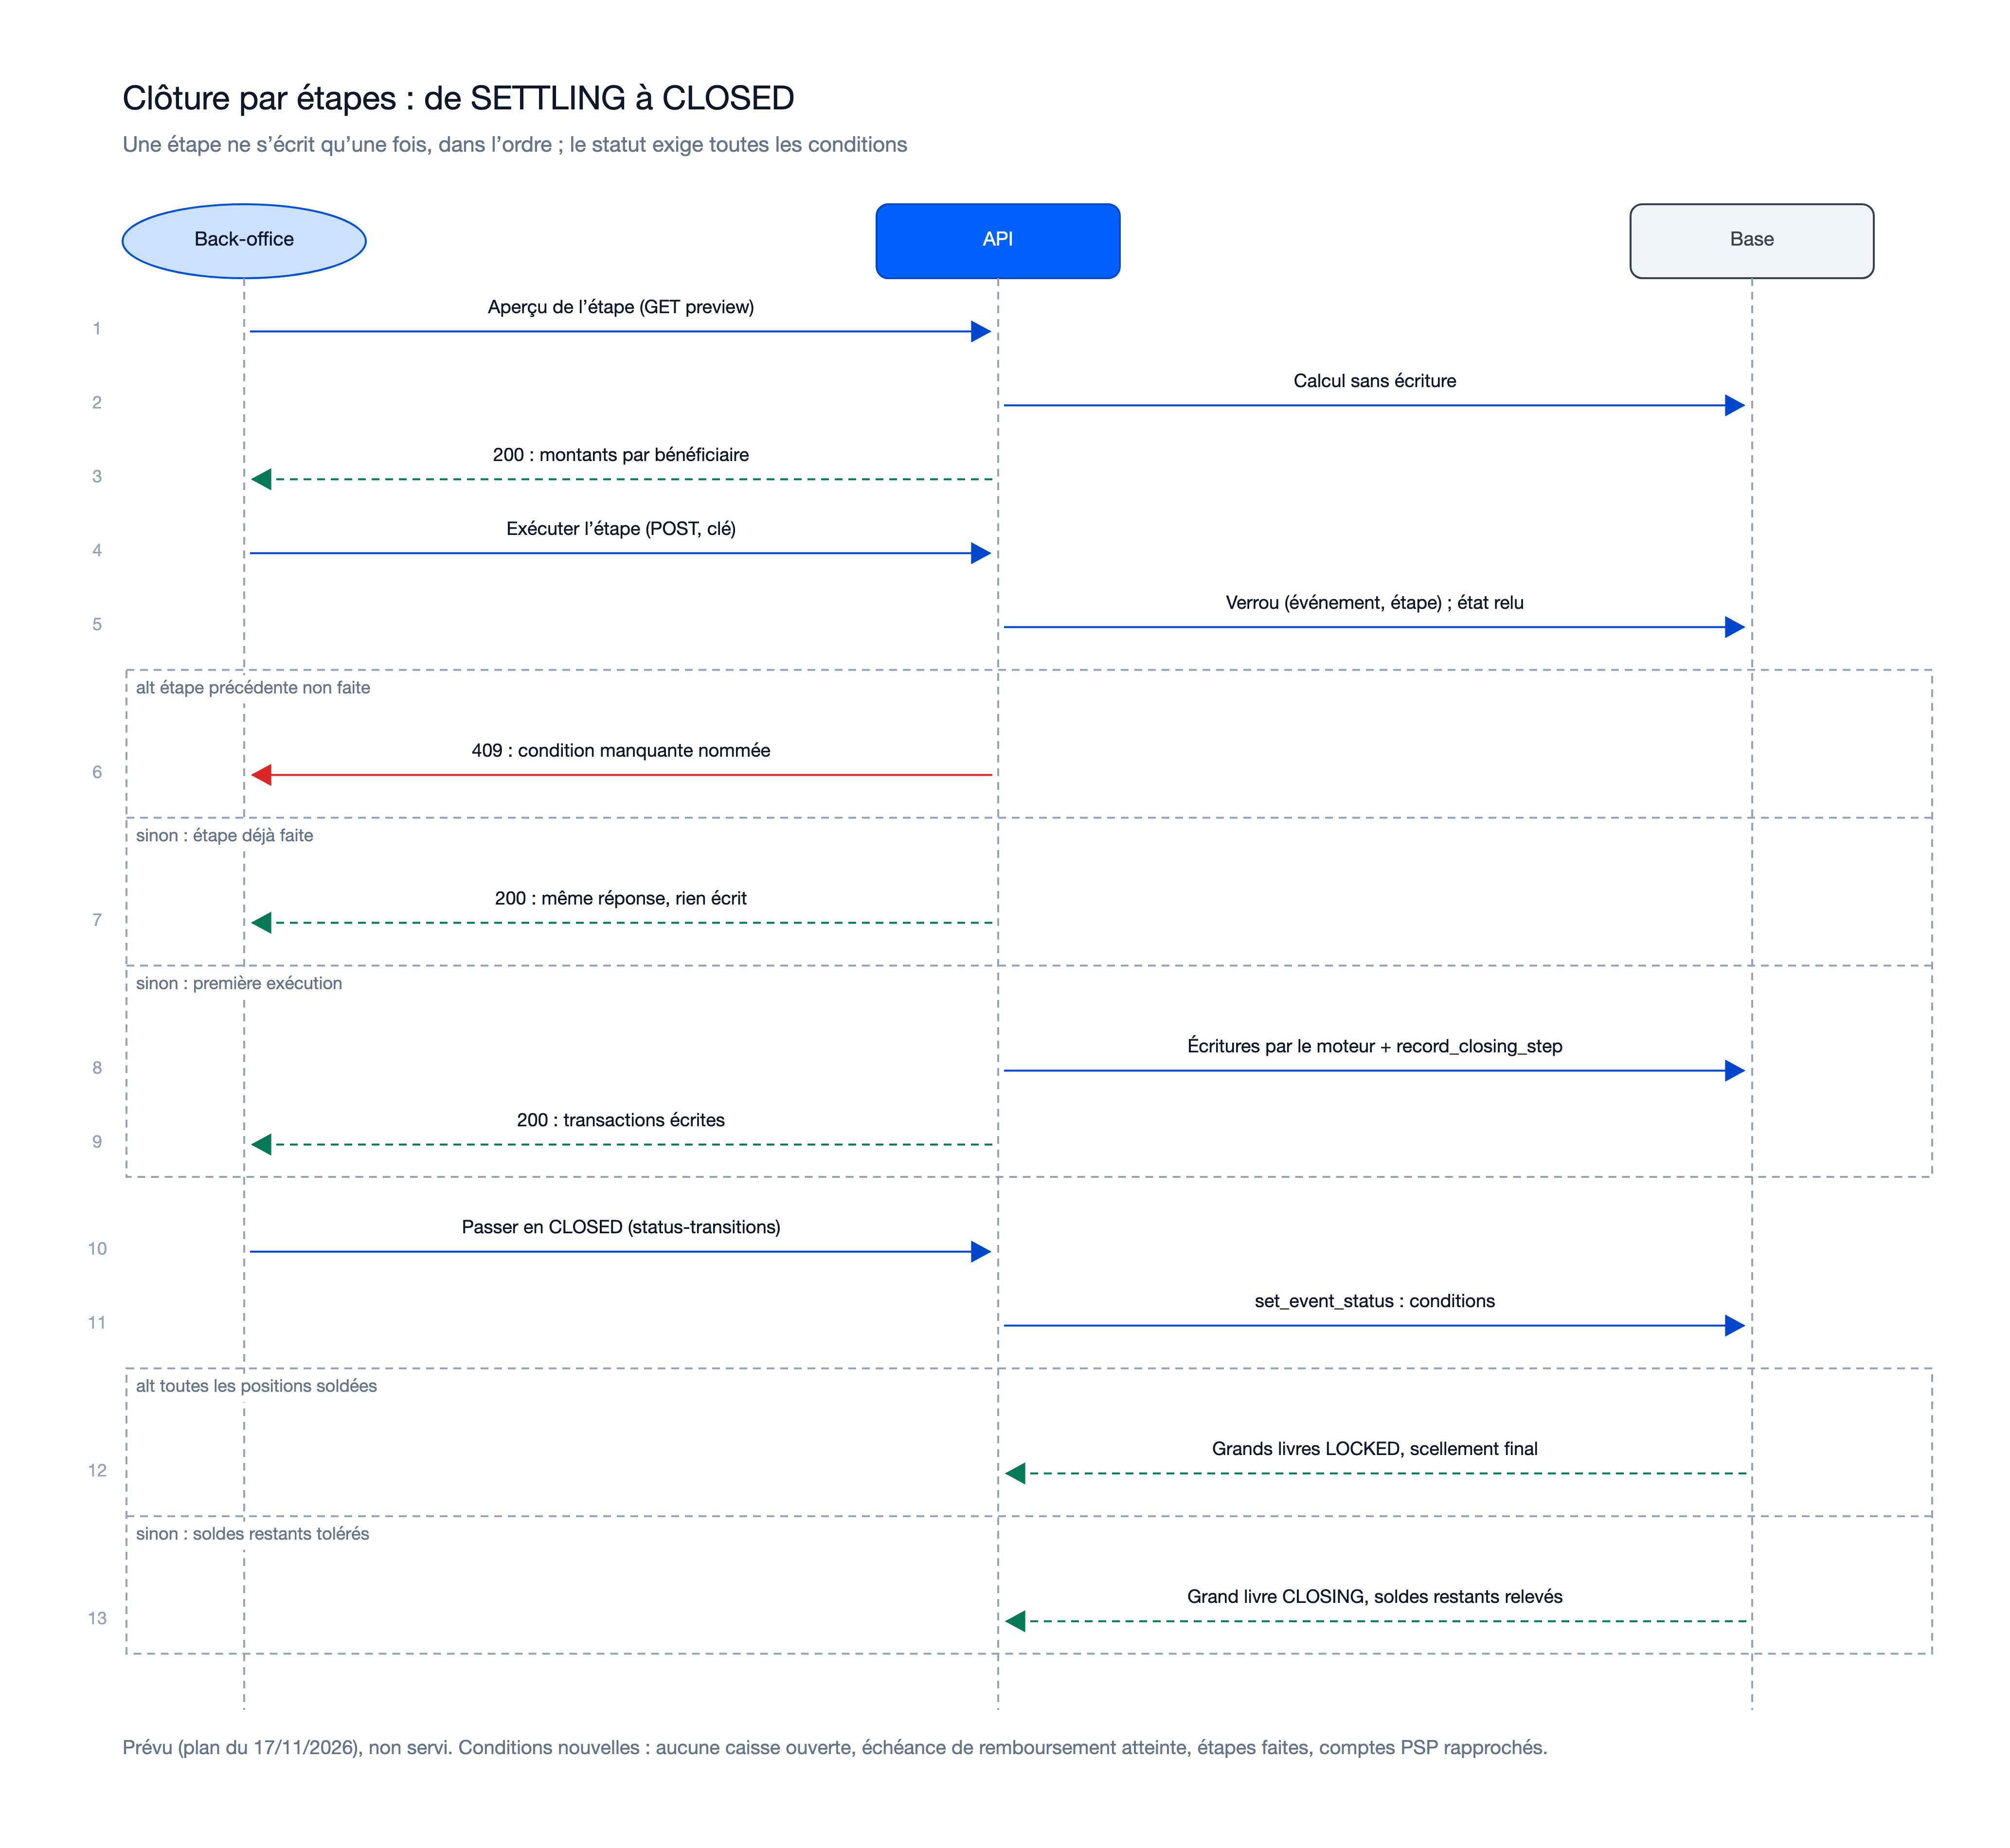 Clôture par étapes : de SETTLING à CLOSED
Une étape ne s’écrit qu’une fois, dans l’ordre ; le statut exige toutes les conditions
Back-office
API
Base
Aperçu de l’étape (GET preview)
1
Calcul sans écriture
2
200 : montants par bénéficiaire
3
Exécuter l’étape (POST, clé)
4
Verrou (événement, étape) ; état relu
5
alt étape précédente non faite
409 : condition manquante nommée
6
sinon : étape déjà faite
200 : même réponse, rien écrit
7
sinon : première exécution
Écritures par le moteur + record_closing_step
8
200 : transactions écrites
9
Passer en CLOSED (status-transitions)
10
set_event_status : conditions
11
alt toutes les positions soldées
Grands livres LOCKED, scellement final
12
sinon : soldes restants tolérés
Grand livre CLOSING, soldes restants relevés
13
Prévu (plan du 17/11/2026), non servi. Conditions nouvelles : aucune caisse ouverte, échéance de remboursement atteinte, étapes faites, comptes PSP rapprochés.